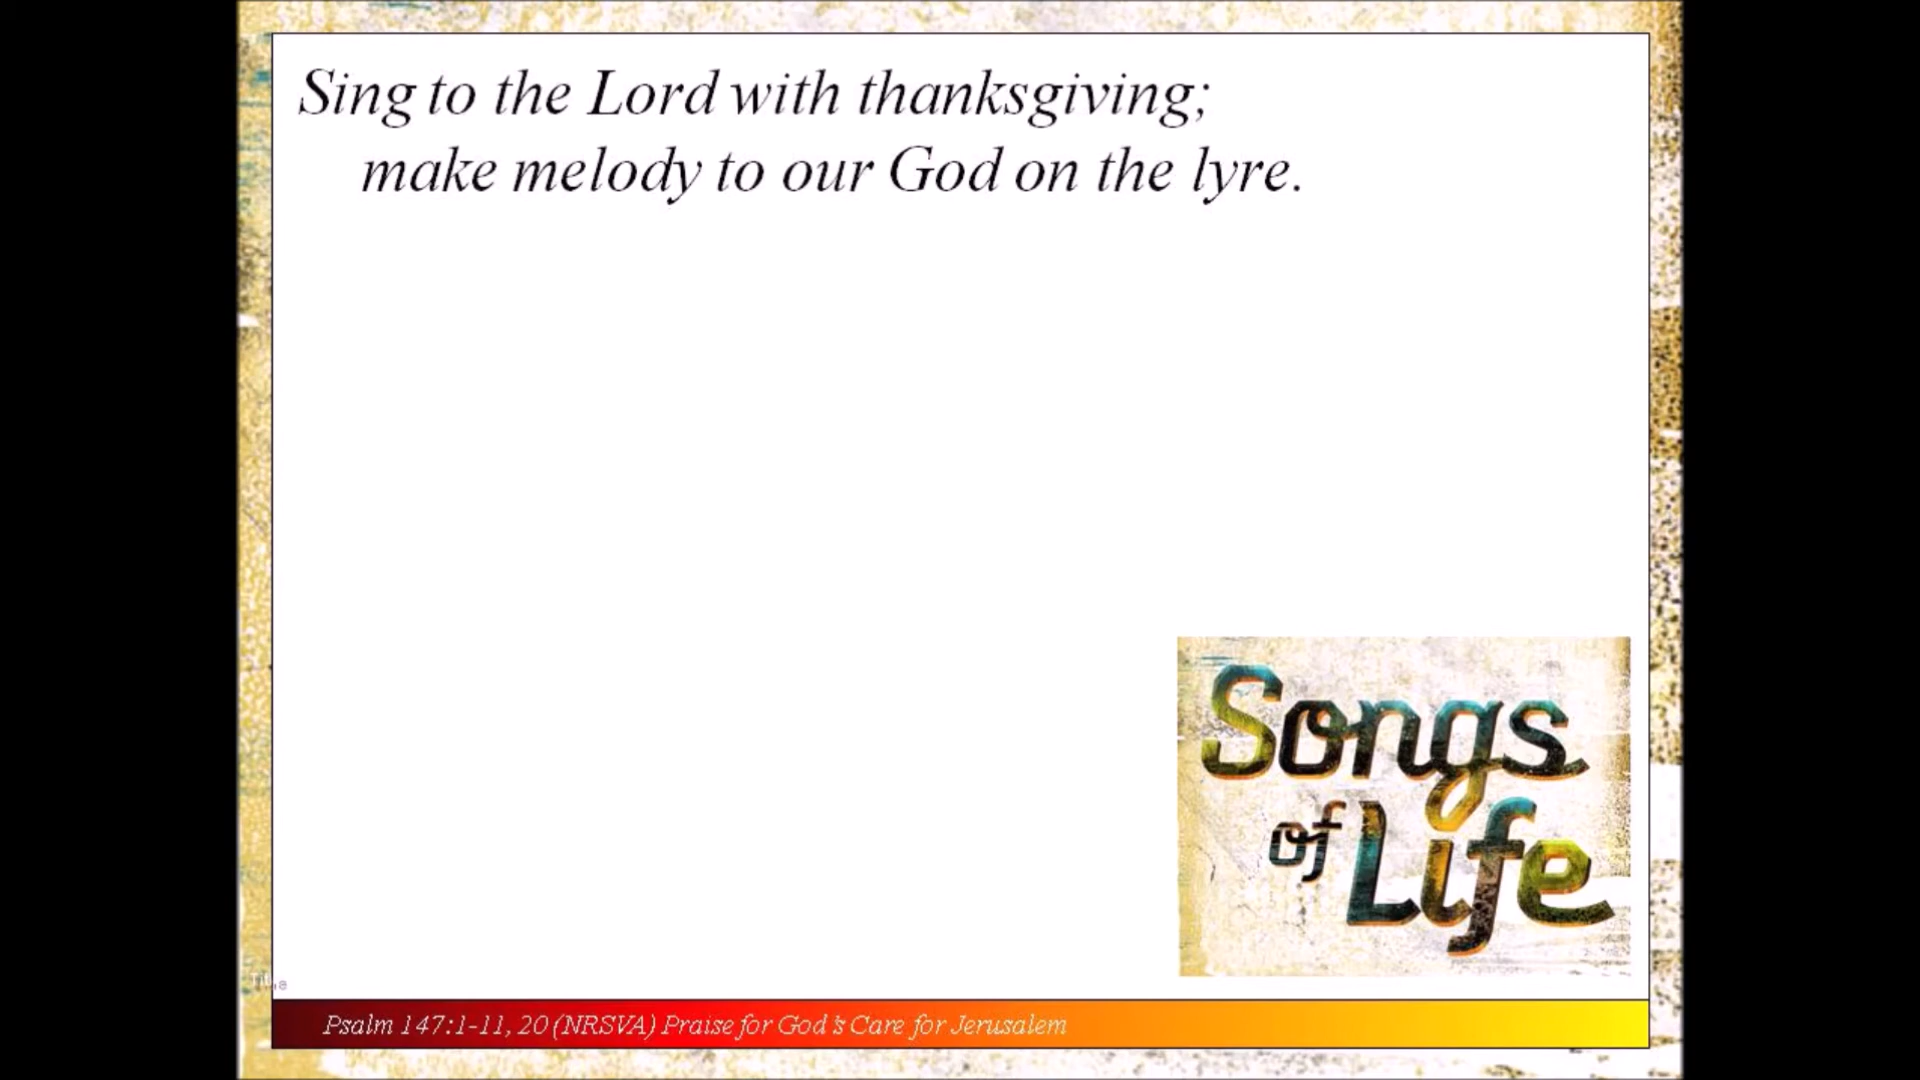 Sing to the Lord with thanksgiving;
make melody to our God on the lyre.
Songs
of Life
Psalm 147:1-11, 20 (NRSVA) Praise for God's Care for Jerusalem